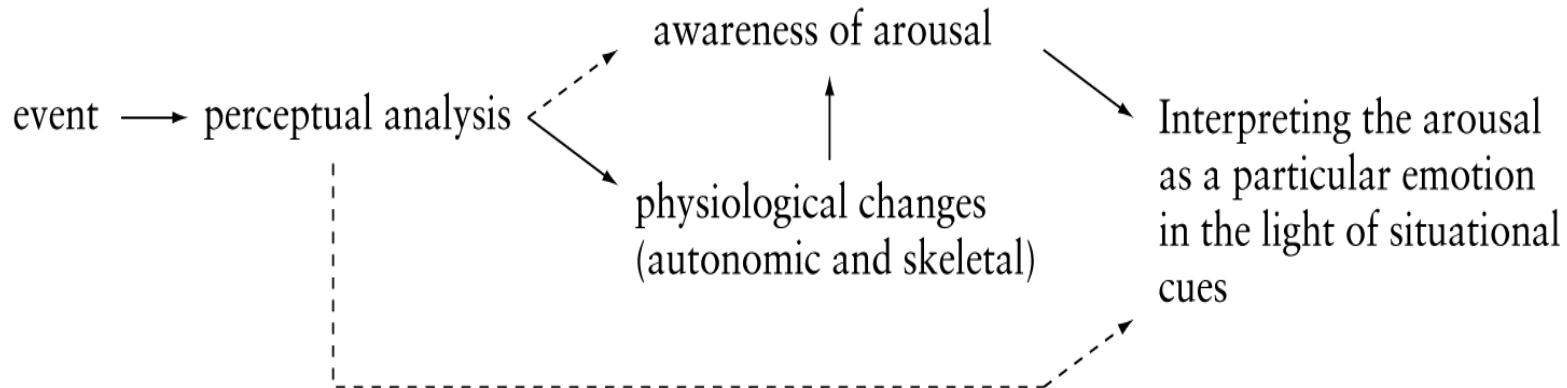 event
perceptual analysis
awareness of arousal
physiological changes
(autonomic and skeletal)
Interpreting the arousal
as a particular emotion
in the light of situational
cues